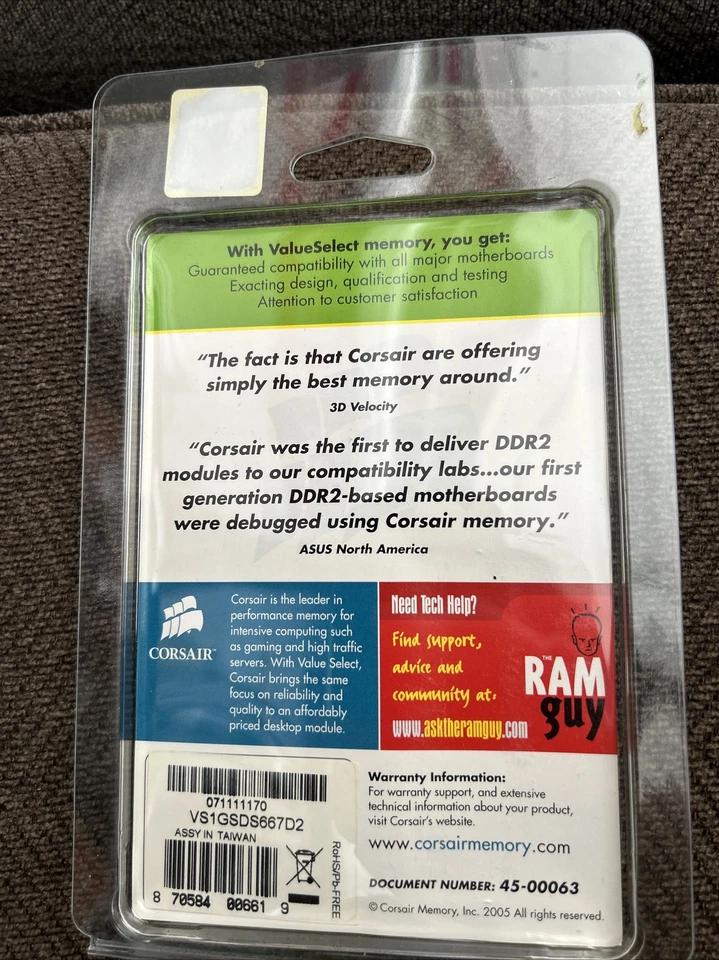 With ValueSelect memory, you get:
Guaranteed compatibility with all major motherboards
Exacting design, qualification and testing
Attention to customer satisfaction
“The fact is that Corsair are offering
simply the best memory around.”
3D Velocity
“Corsair was the first to deliver DDR2
modules to our compatibility labs...our first
generation DDR2-based motherboards
were debugged using Corsair memory.”
ASUS North America
CORSAIR™
Corsair is the leader in
performance memory for
intensive computing such
as gaming and high traffic
servers. With Value Select,
Corsair brings the same
focus on reliability and
quality to an affordably
priced desktop module.
Need Tech Help?
Find support,
advice and
community at:
www.asktheramguy.com
THE
RAM
guy
071111170
VS1GSDS667D2
ASSY IN TAIWAN
8 70584 00661 9
RoHS/Pb-FREE
Warranty Information:
For warranty support, and extensive
technical information about your product,
visit Corsair's website.
www.corsairmemory.com
DOCUMENT NUMBER: 45-00063
© Corsair Memory, Inc. 2005 All rights reserved.